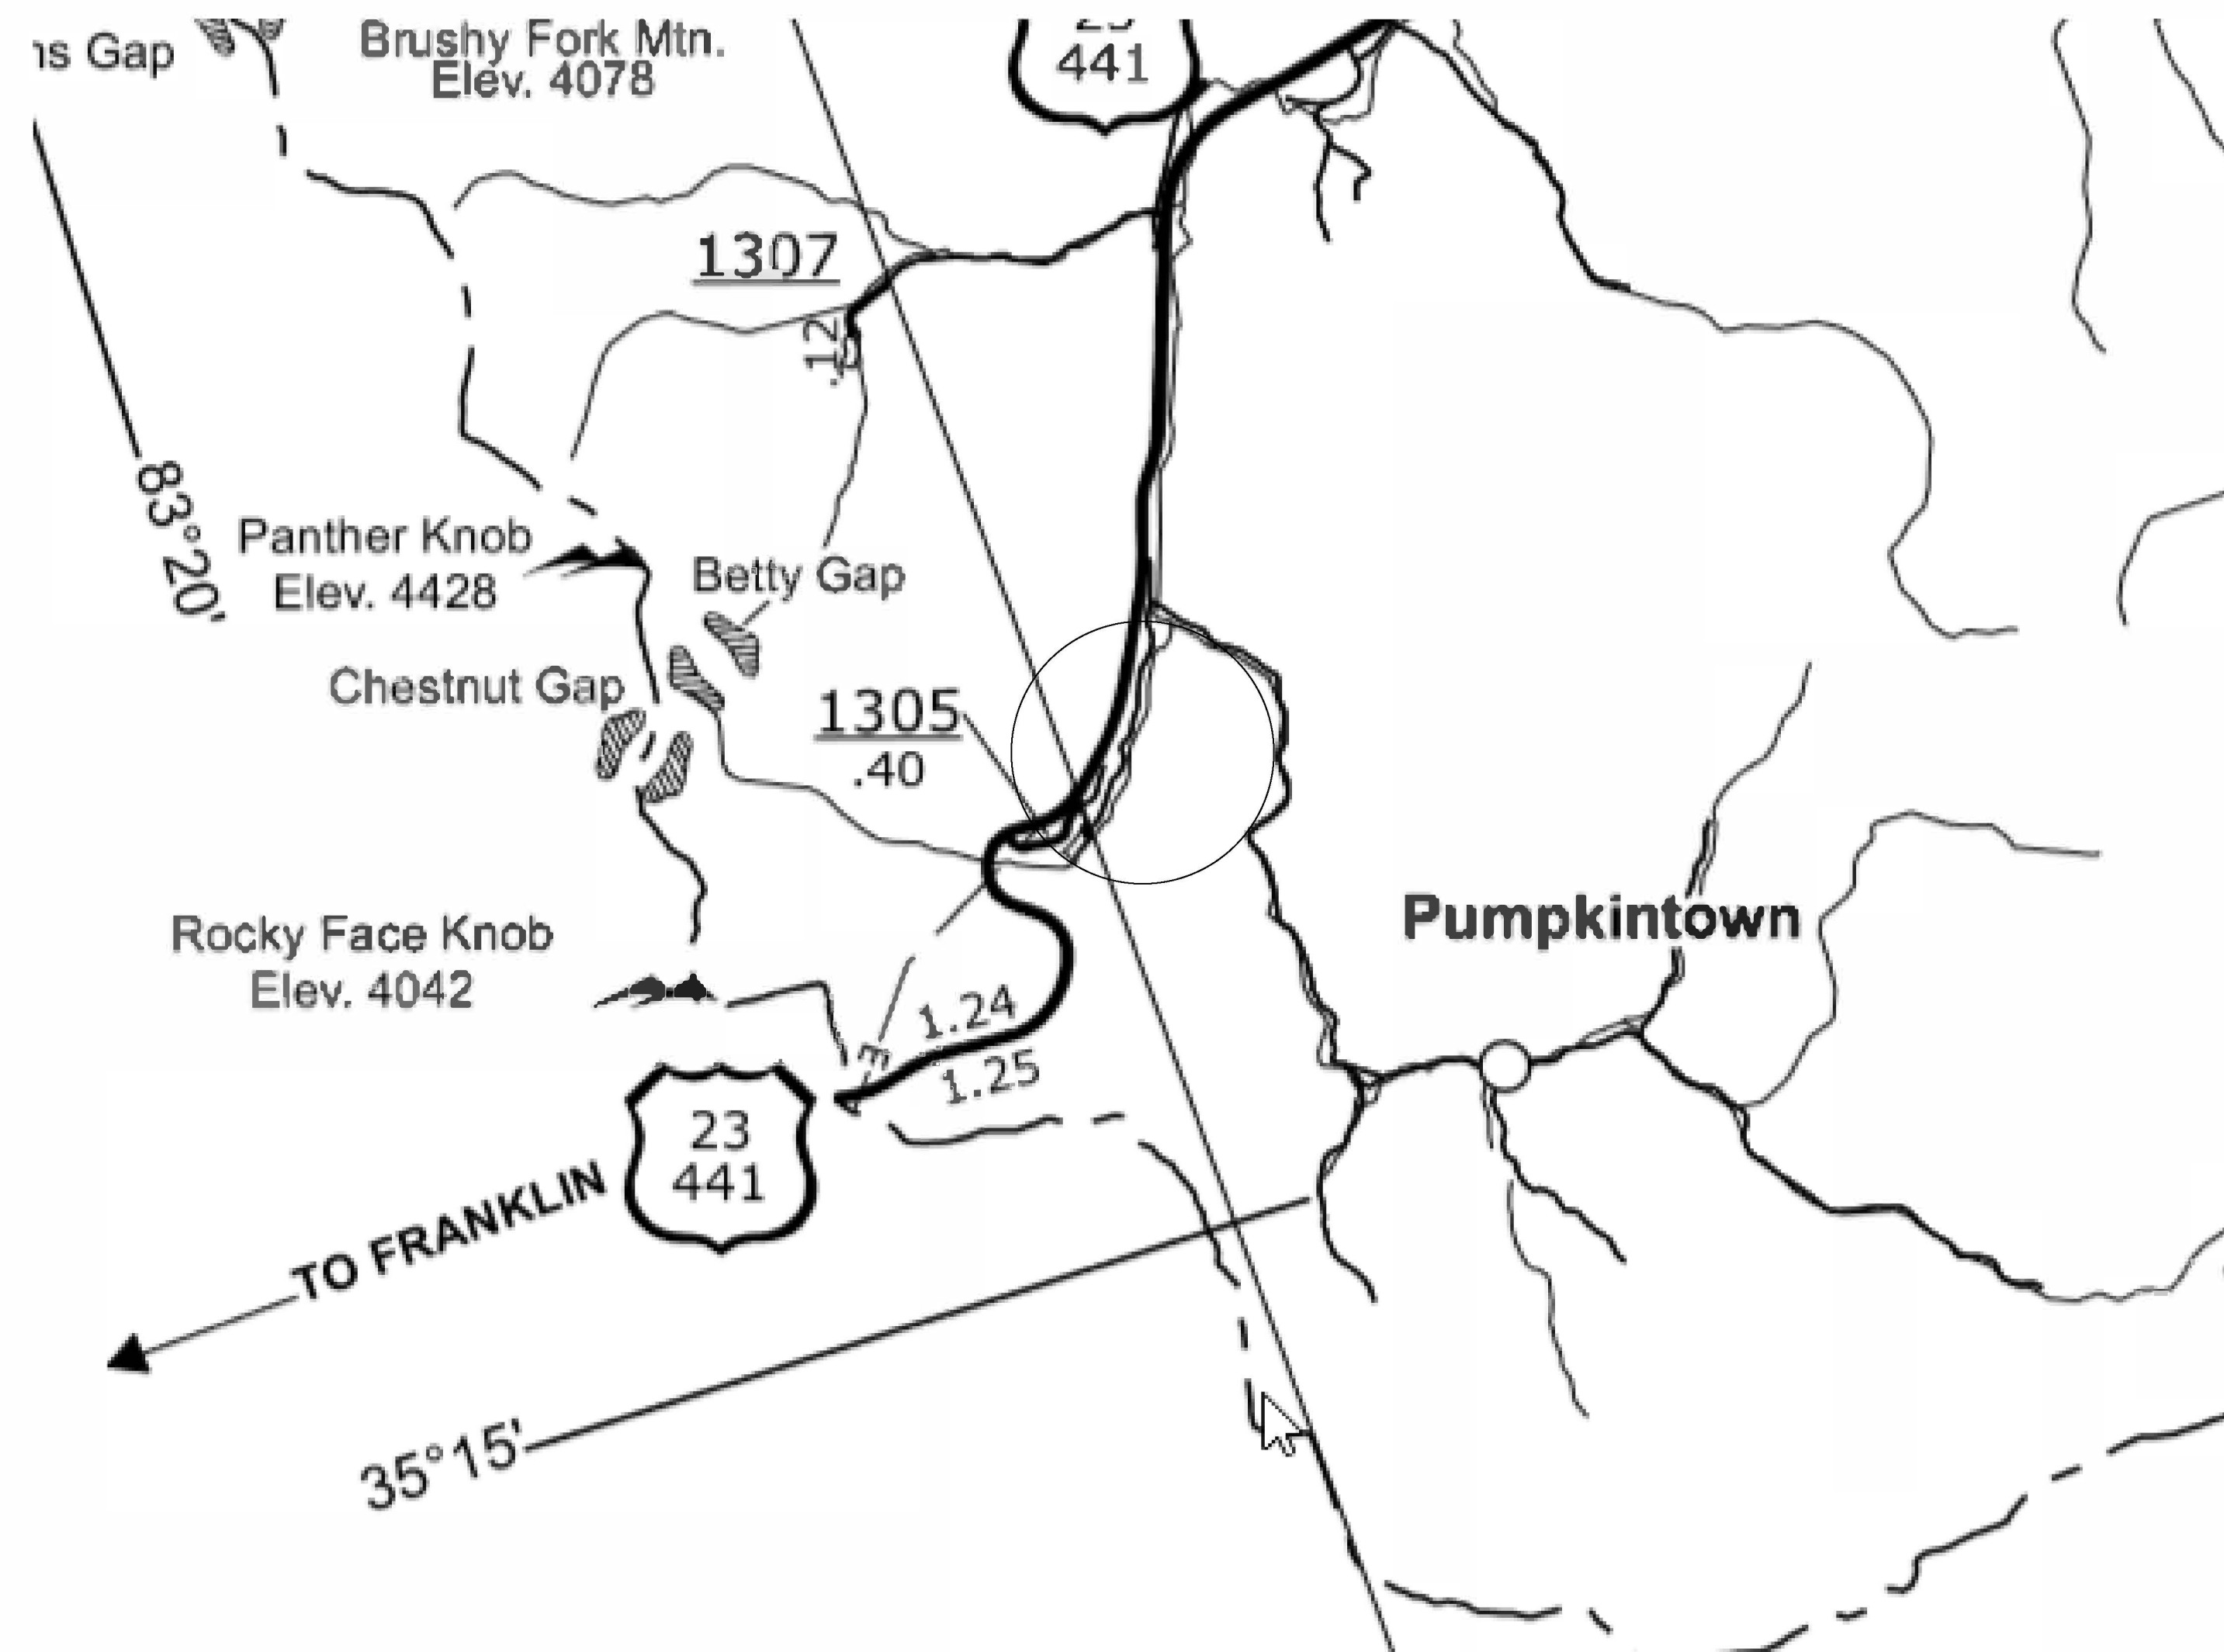 Gap
Brushy Fork Mtn.
Elev. 4078
441
1307
.12
83°20'
Panther Knob
Elev. 4428
Betty Gap
Chestnut Gap
1305
.40
Pumpkintown
Rocky Face Knob
Elev. 4042
1.24
1.25
23
441
TO FRANKLIN
35°15'